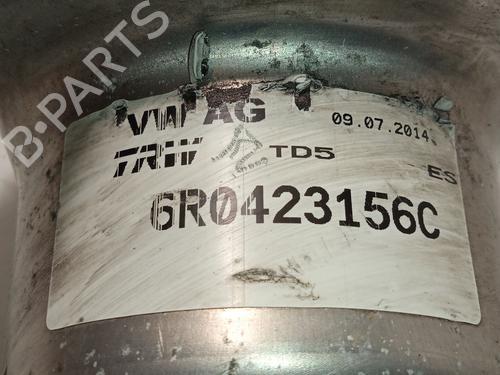 VW AG 09.07.2014
TRW TD5
ES
6R0423156C
B-PARTS